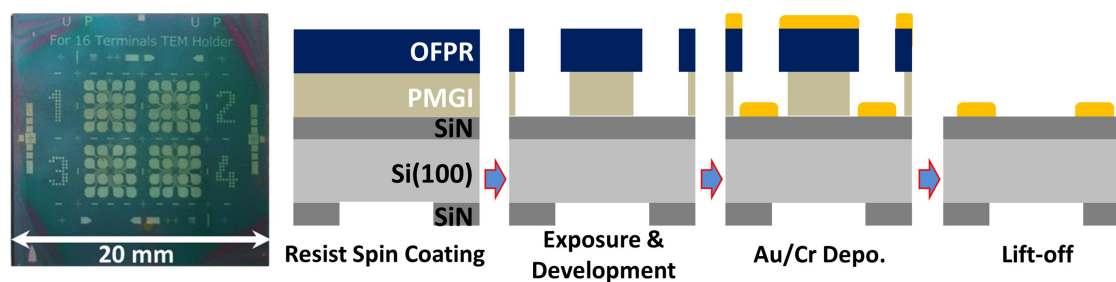 U P U P
For 16 Terminals TEM Holder
1 2
3 4
20 mm
OFPR
PMGI
SiN
Si(100)
SiN
Resist Spin Coating
Exposure &
Development
Au/Cr Depo.
Lift-off